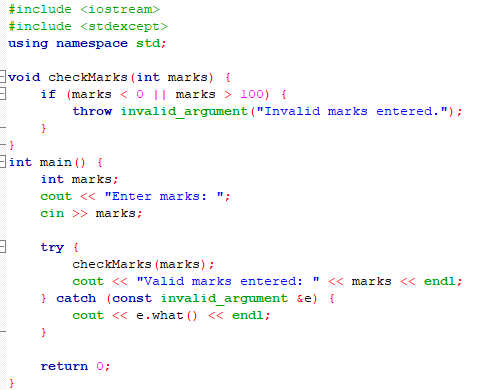 #include <iostream>
#include <stdexcept>
using namespace std;
void checkMarks(int marks) {
    if (marks < 0 || marks > 100) {
        throw invalid_argument("Invalid marks entered.");
    }
}
int main() {
    int marks;
    cout << "Enter marks: ";
    cin >> marks;
    try {
        checkMarks(marks);
        cout << "Valid marks entered: " << marks << endl;
    } catch (const invalid_argument &e) {
        cout << e.what() << endl;
    }
    return 0;
}